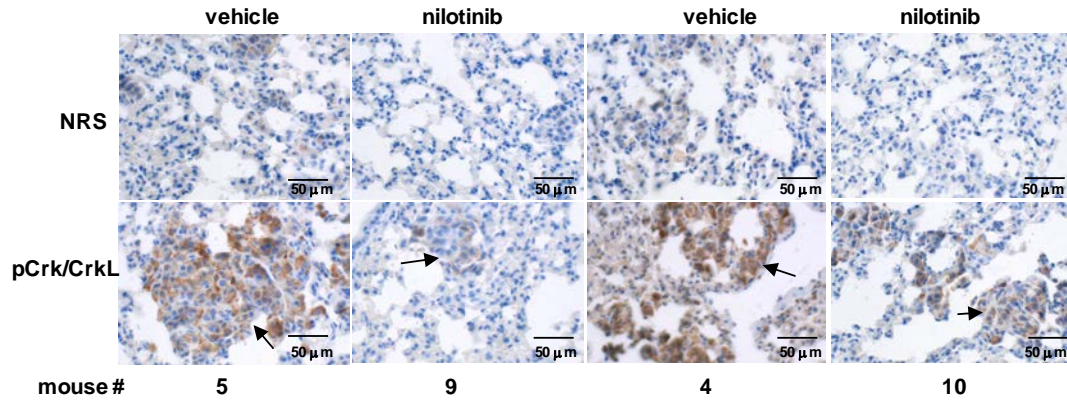 vehicle nilotinib vehicle nilotinib
NRS
50 μm 50 μm 50 μm 50 μm
pCrk/CrkL
50 μm 50 μm 50 μm 50 μm
mouse # 5 9 4 10